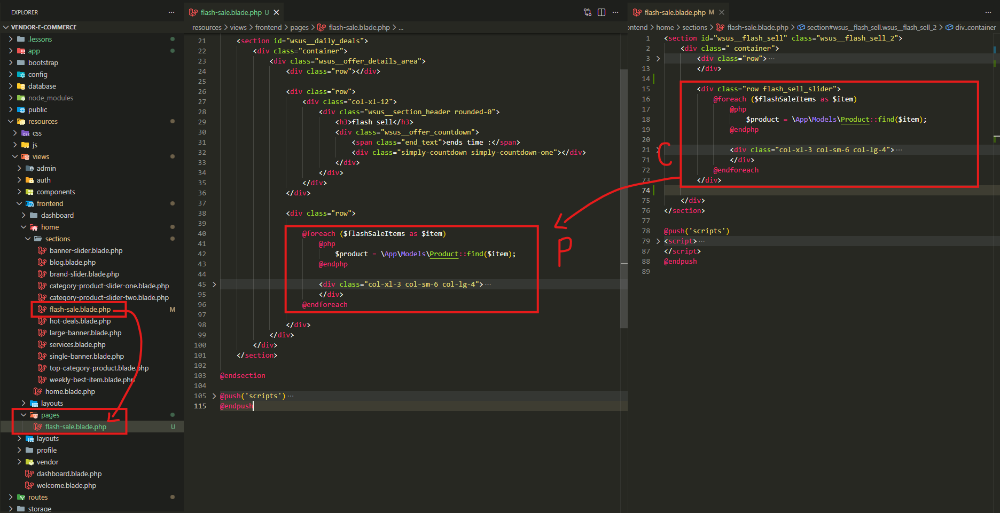 EXPLORER
VENDOR-E-COMMERCE
.lessons
app
bootstrap
config
database
node_modules
public
resources
css
js
views
admin
auth
components
frontend
dashboard
home
sections
banner-slider.blade.php
blog.blade.php
brand-slider.blade.php
category-product-slider-one.blade.php
category-product-slider-two.blade.php
flash-sale.blade.php M
hot-deals.blade.php
large-banner.blade.php
services.blade.php
single-banner.blade.php
top-category-product.blade.php
weekly-best-item.blade.php
home.blade.php
layouts
pages
flash-sale.blade.php U
layouts
profile
vendor
dashboard.blade.php
welcome.blade.php
routes
storage
flash-sale.blade.php U
resources > views > frontend > pages > flash-sale.blade.php > ...
21 <section id="wsus__daily_deals">
22 <div class="container">
23 <div class="wsus__offer_details_area">
24 <div class="row"></div>
25
26 <div class="row">
27 <div class="col-xl-12">
28 <div class="wsus__section_header rounded-0">
29 <h3>flash sell</h3>
30 <div class="wsus__offer_countdown">
31 <span class="end_text">ends time :</span>
32 <div class="simply-countdown simply-countdown-one"></div>
33 </div>
34 </div>
35 </div>
36 </div>
37
38 <div class="row">
39
40 @foreach ($flashSaleItems as $item)
41 @php
42 $product = \App\Models\Product::find($item);
43 @endphp
44
45 <div class="col-xl-3 col-sm-6 col-lg-4">···
95 </div>
96 @endforeach
97
98 </div>
99 </div>
100 </div>
101 </section>
102
103 @endsection
104
105 @push('scripts')···
115 @endpush
P
flash-sale.blade.php M
ontend > home > sections > flash-sale.blade.php > section#wsus__flash_sell.wsus__flash_sell_2 > div..container
1 <section id="wsus__flash_sell" class="wsus__flash_sell_2">
2 <div class=" container">
3 <div class="row">···
13 </div>
14
15 <div class="row flash_sell_slider">
16 @foreach ($flashSaleItems as $item)
17 @php
18 $product = \App\Models\Product::find($item);
19 @endphp
20
21 <div class="col-xl-3 col-sm-6 col-lg-4">···
71 </div>
72 @endforeach
73 </div>
74
75 </div>
76 </section>
77
78 @push('scripts')
79 <script>···
87 </script>
88 @endpush
89
C